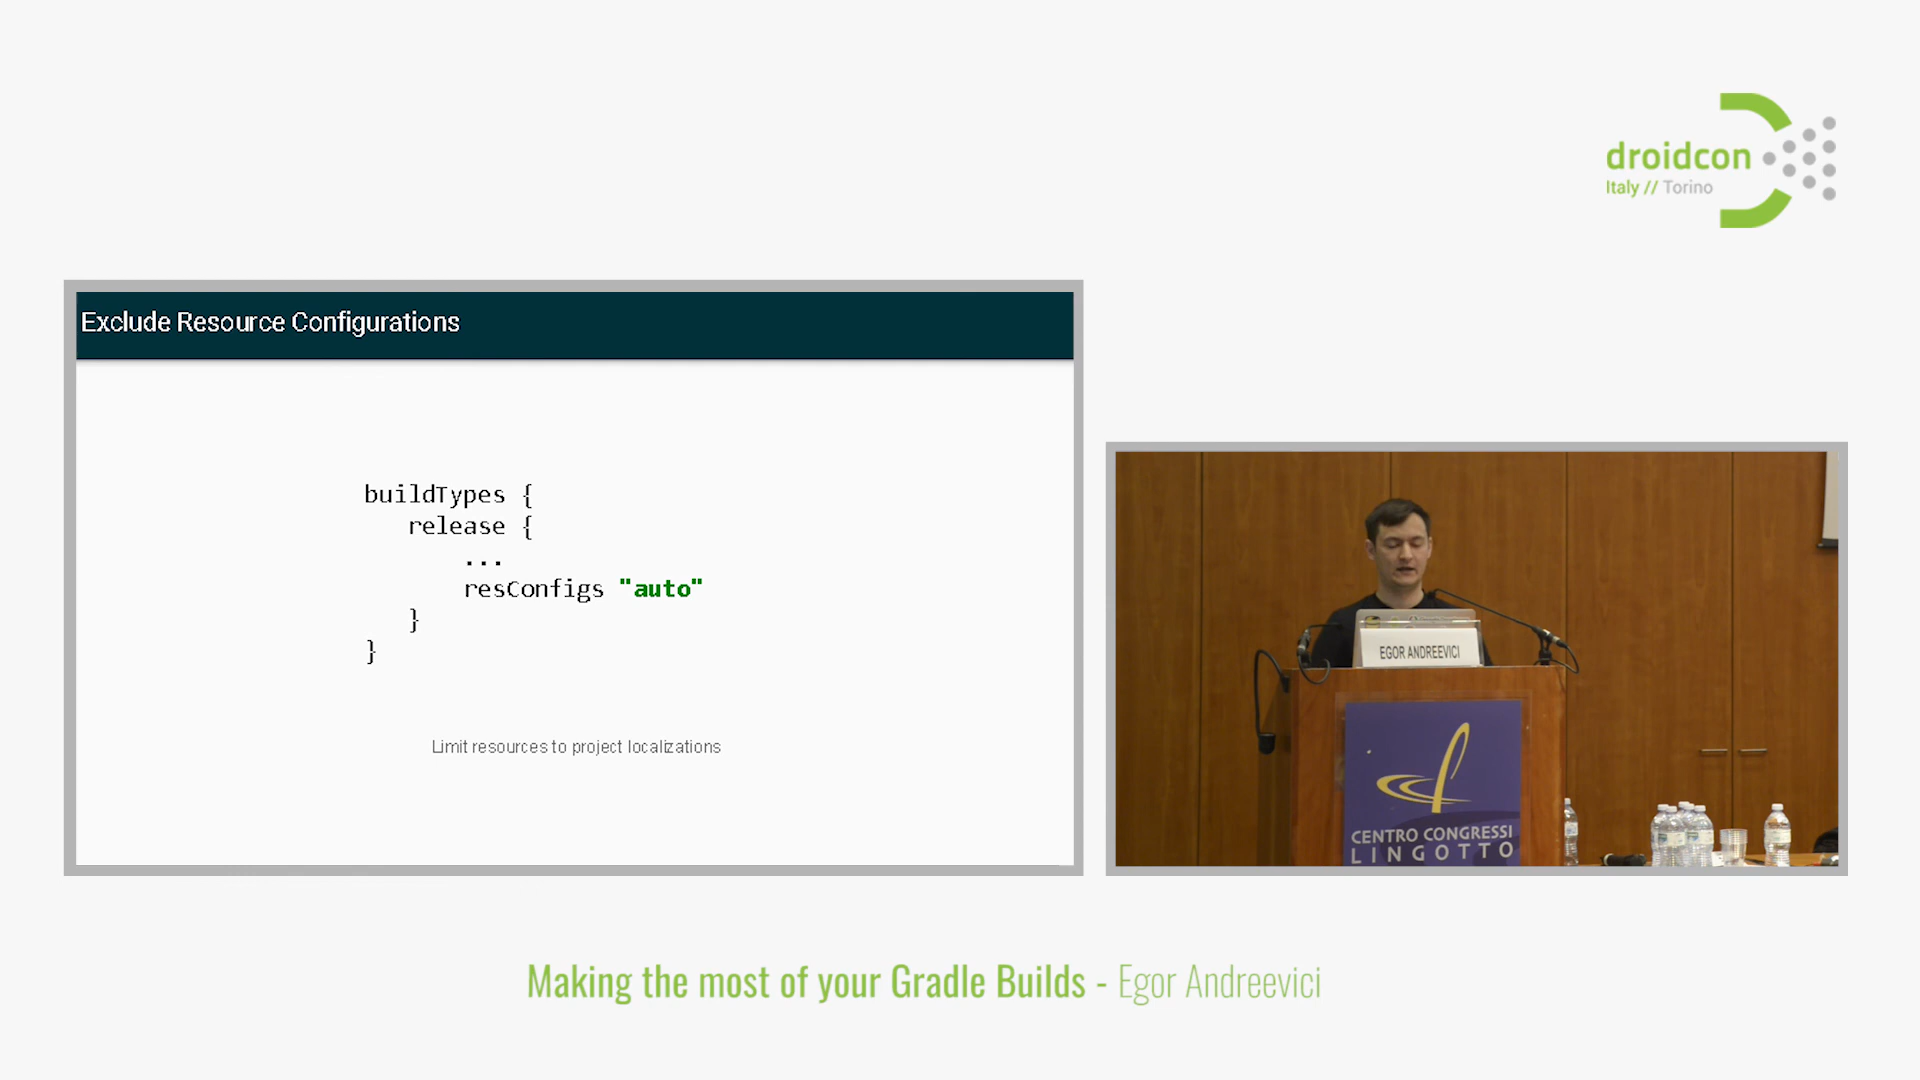 droidcon
Italy // Torino
Exclude Resource Configurations
buildTypes {
release {
...
resConfigs "auto"
}
}
Limit resources to project localizations
EGOR ANDREEVICI
CENTRO CONGRESSI
LINGOTTO
Making the most of your Gradle Builds - Egor Andreevici